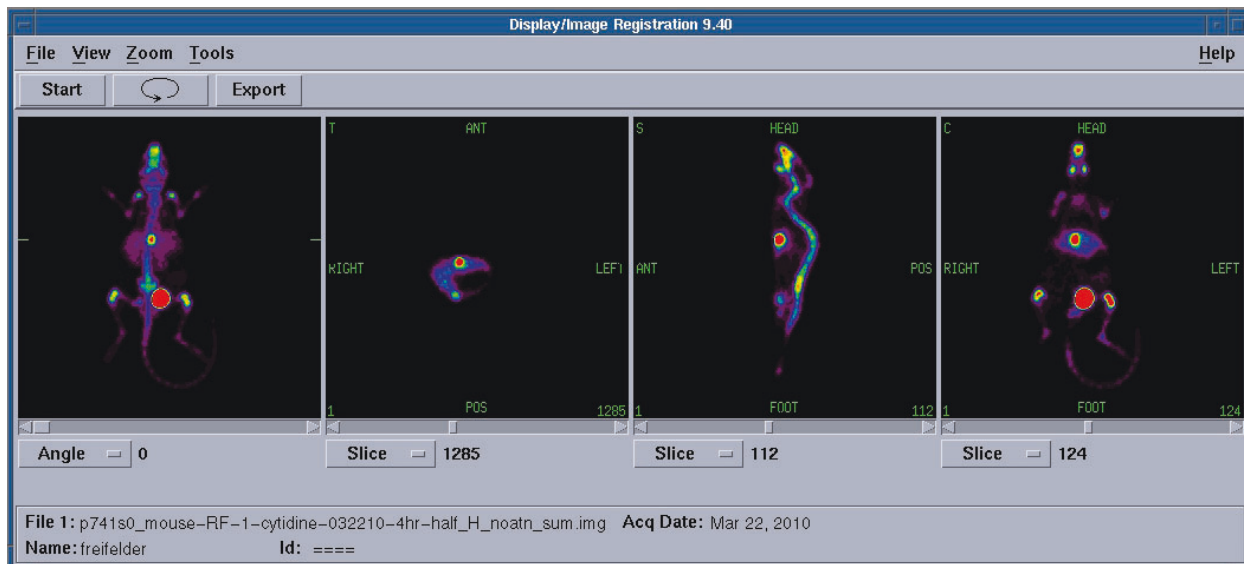 Display/Image Registration 9.40
File View Zoom Tools Help
Start Export
T ANT S HEAD C HEAD
RIGHT LEFT ANT POS RIGHT LEFT
1 POS 1285 1 FOOT 112 1 FOOT 124
Angle 0 Slice 1285 Slice 112 Slice 124
File 1: p741s0_mouse-RF-1-cytidine-032210-4hr-half_H_noatn_sum.img Acq Date: Mar 22, 2010
Name: freifelder Id: ====